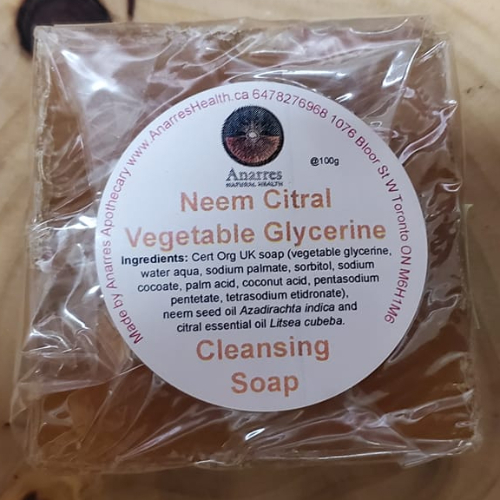 Made by Anarres Apothecary www.AnarresHealth.ca 6478276968 1076 Bloor St W Toronto ON M6H1M6
@100g
Anarres
NATURAL HEALTH
Neem Citral
Vegetable Glycerine
Ingredients: Cert Org UK soap (vegetable glycerine,
water aqua, sodium palmate, sorbitol, sodium
cocoate, palm acid, coconut acid, pentasodium
pentetate, tetrasodium etidronate),
neem seed oil Azadirachta indica and
citral essential oil Litsea cubeba.
Cleansing
Soap